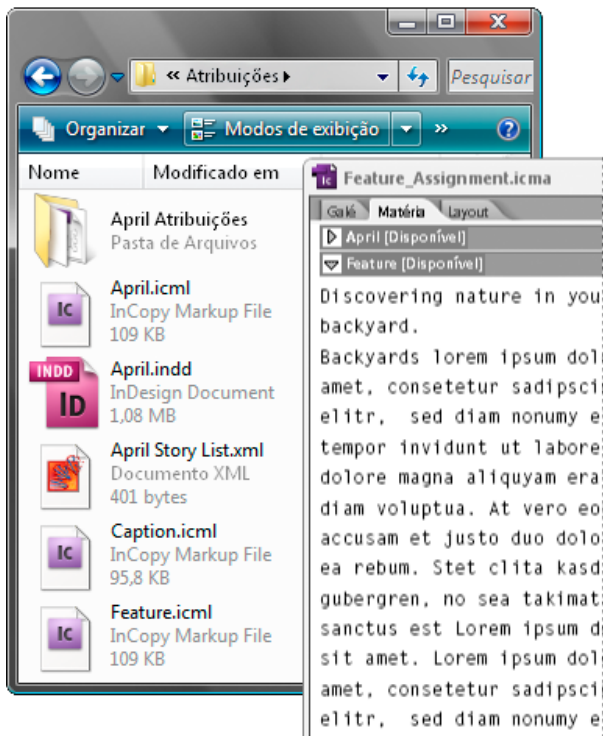 « Atribuições
Pesquisar
Organizar
Modos de exibição
»
?
Nome
Modificado em
April Atribuições
Pasta de Arquivos
IC
April.icml
InCopy Markup File
109 KB
INDD
ID
April.indd
InDesign Document
1,08 MB
April Story List.xml
Documento XML
401 bytes
IC
Caption.icml
InCopy Markup File
95,8 KB
IC
Feature.icml
InCopy Markup File
109 KB
Ic
Feature_Assignment.icma
Galé Matéria Layout
April [Disponível]
Feature [Disponível]
Discovering nature in you
backyard.
Backyards lorem ipsum dol
amet, consetetur sadipsci
elitr, sed diam nonumy e
tempor invidunt ut labore
dolore magna aliquyam era
diam voluptua. At vero eo
accusam et justo duo dolo
ea rebum. Stet clita kasd
gubergren, no sea takimat
sanctus est Lorem ipsum d
sit amet. Lorem ipsum dol
amet, consetetur sadipsci
elitr, sed diam nonumy e